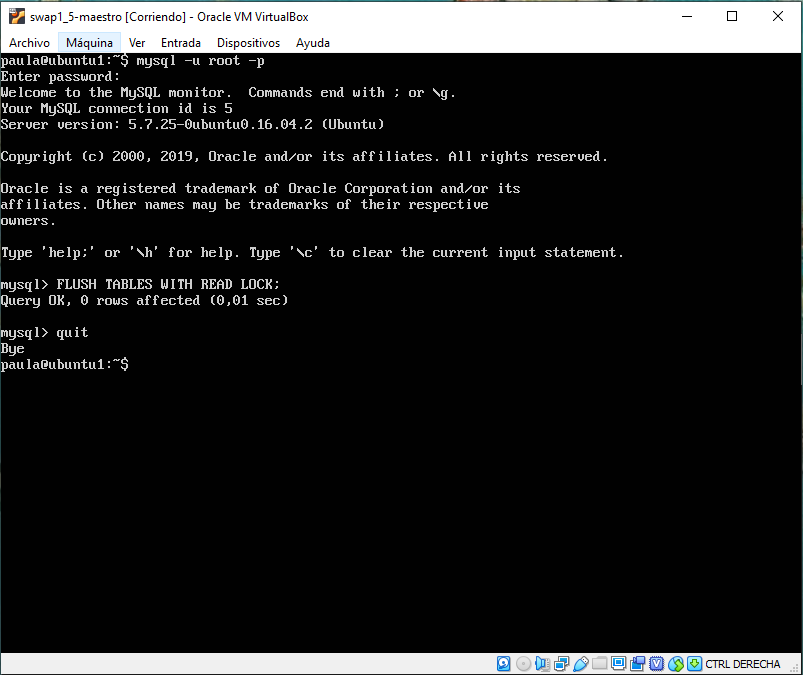 swap1_5-maestro [Corriendo] - Oracle VM VirtualBox
Archivo Máquina Ver Entrada Dispositivos Ayuda
paula@ubuntu1:~$ mysql -u root -p
Enter password:
Welcome to the MySQL monitor.  Commands end with ; or \g.
Your MySQL connection id is 5
Server version: 5.7.25-0ubuntu0.16.04.2 (Ubuntu)
Copyright (c) 2000, 2019, Oracle and/or its affiliates. All rights reserved.
Oracle is a registered trademark of Oracle Corporation and/or its
affiliates. Other names may be trademarks of their respective
owners.
Type 'help;' or '\h' for help. Type '\c' to clear the current input statement.
mysql> FLUSH TABLES WITH READ LOCK;
Query OK, 0 rows affected (0,01 sec)
mysql> quit
Bye
paula@ubuntu1:~$
CTRL DERECHA